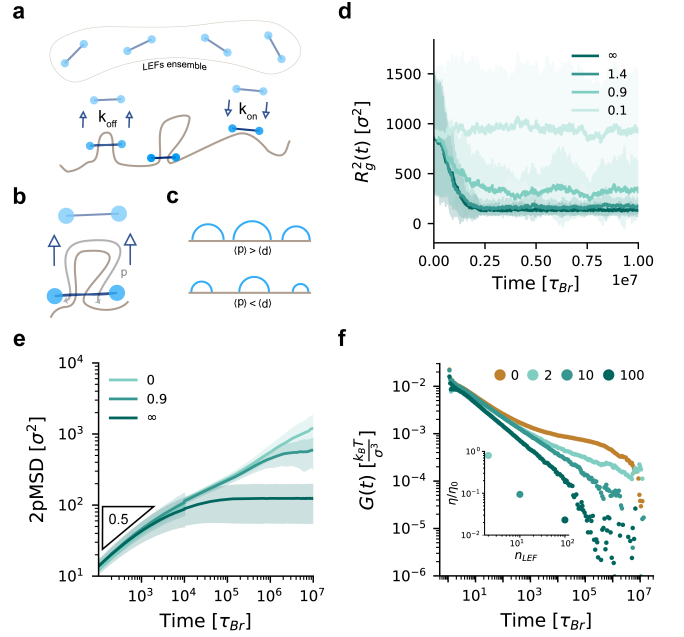 a
LEFs ensemble
k_off
k_on
b
p
c
⟨p⟩ > ⟨d⟩
⟨p⟩ < ⟨d⟩
d
R_g^2(t) [σ^2]
1500
1000
500
0
∞
1.4
0.9
0.1
0.00 0.25 0.50 0.75 1.00
1e7
Time [τ_Br]
e
2pMSD [σ^2]
10^4
10^3
10^2
10^1
0
0.9
∞
0.5
10^3 10^4 10^5 10^6 10^7
Time [τ_Br]
f
G(t) [k_BT/σ^3]
0 2 10 100
10^-2
10^-3
10^-4
10^-5
10^-6
η/η_0
10^0
10^-1
10^-2
10^1 10^2
n_LEF
10^1 10^3 10^5 10^7
Time [τ_Br]